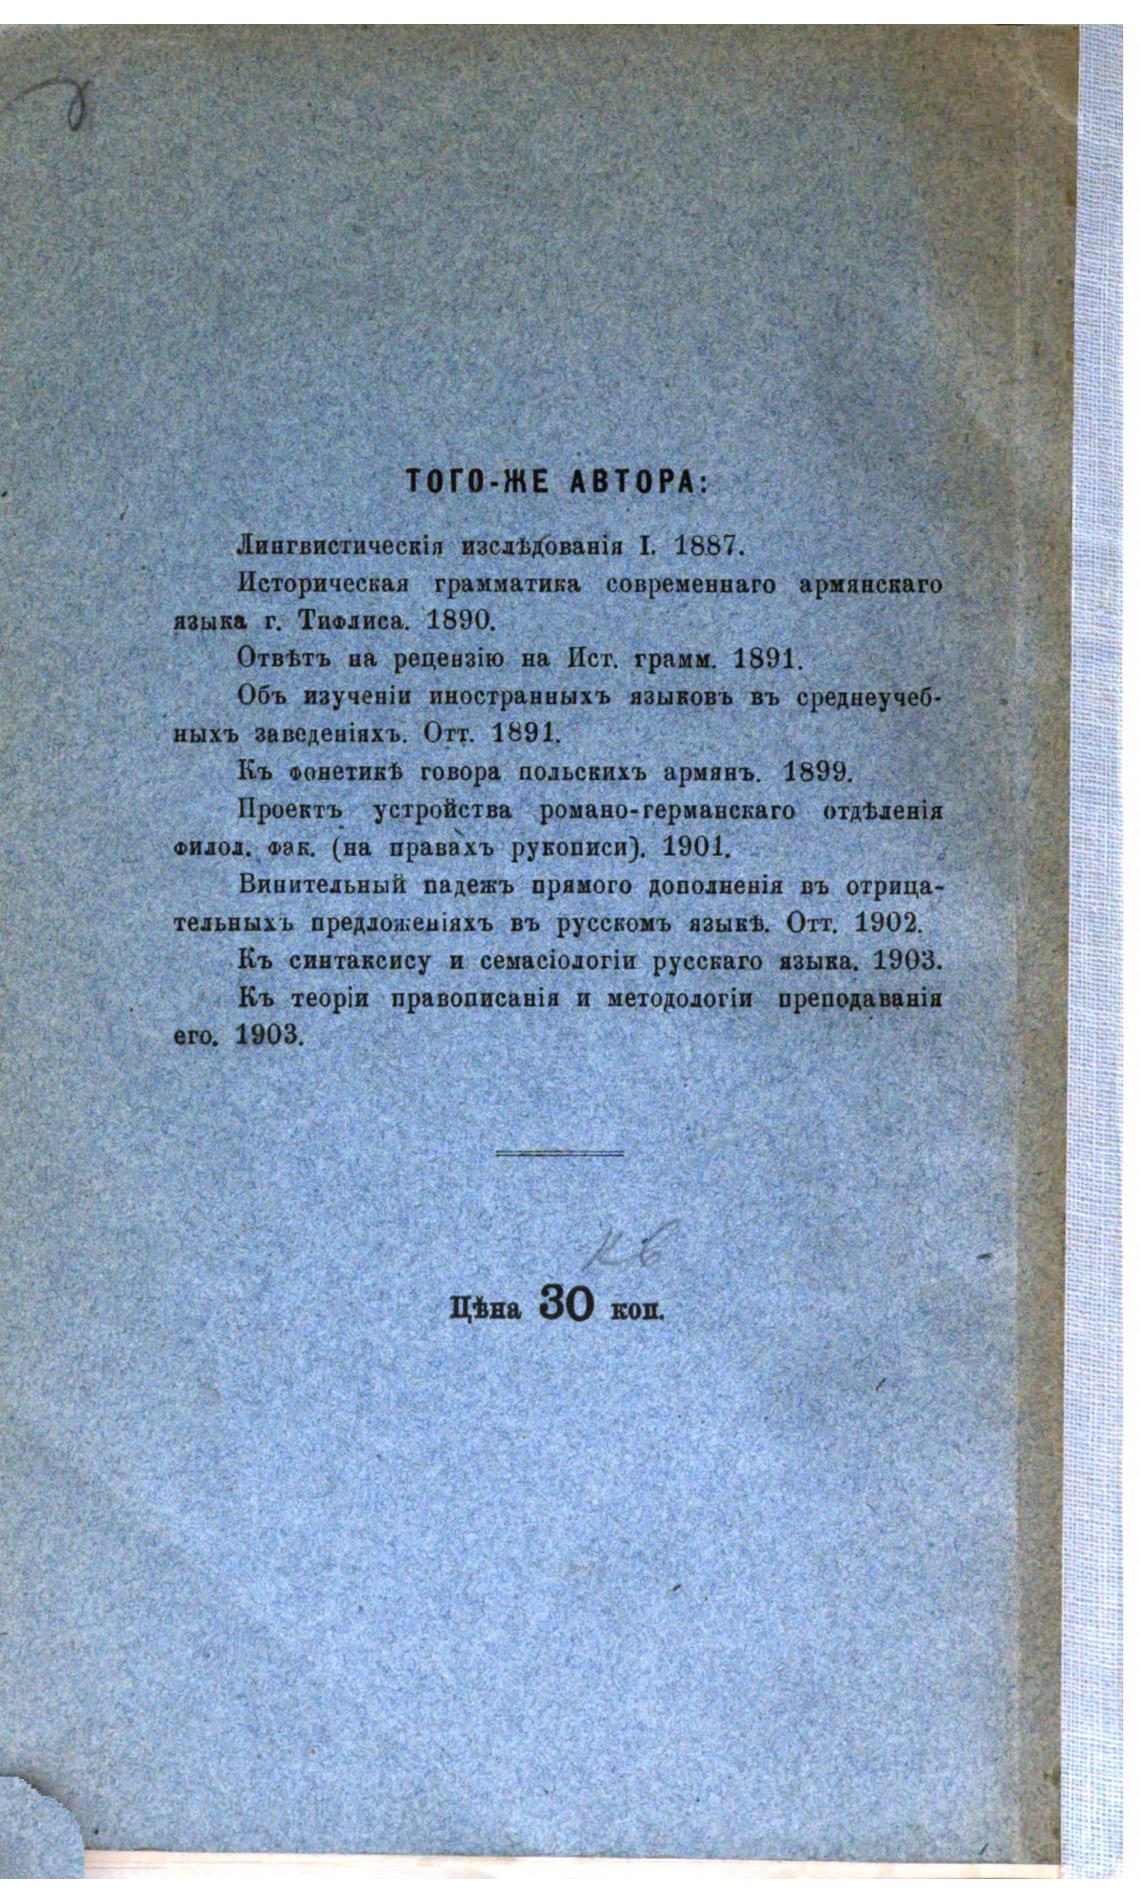 ТОГО-ЖЕ АВТОРА:
Лингвистическія изслѣдованія I. 1887.
Историческая грамматика современнаго армянскаго
языка г. Тифлиса. 1890.
Отвѣтъ на рецензію на Ист. грамм. 1891.
Объ изученіи иностранныхъ языковъ въ среднеучеб-
ныхъ заведеніяхъ. Отт. 1891.
Къ фонетикѣ говора польскихъ армянъ. 1899.
Проектъ устройства романо-германскаго отдѣленія
филол. фак. (на правахъ рукописи). 1901.
Винительный падежъ прямого дополненія въ отрица-
тельныхъ предложеніяхъ въ русскомъ языкѣ. Отт. 1902.
Къ синтаксису и семасіологіи русскаго языка. 1903.
Къ теоріи правописанія и методологіи преподаванія
его. 1903.
Цѣна 30 коп.